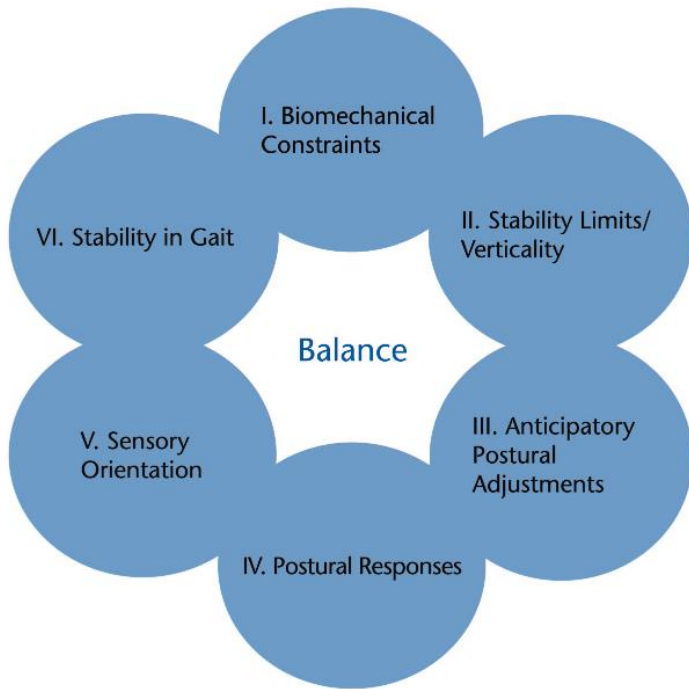 I. Biomechanical
Constraints
II. Stability Limits/
Verticality
III. Anticipatory
Postural
Adjustments
IV. Postural Responses
V. Sensory
Orientation
VI. Stability in Gait
Balance